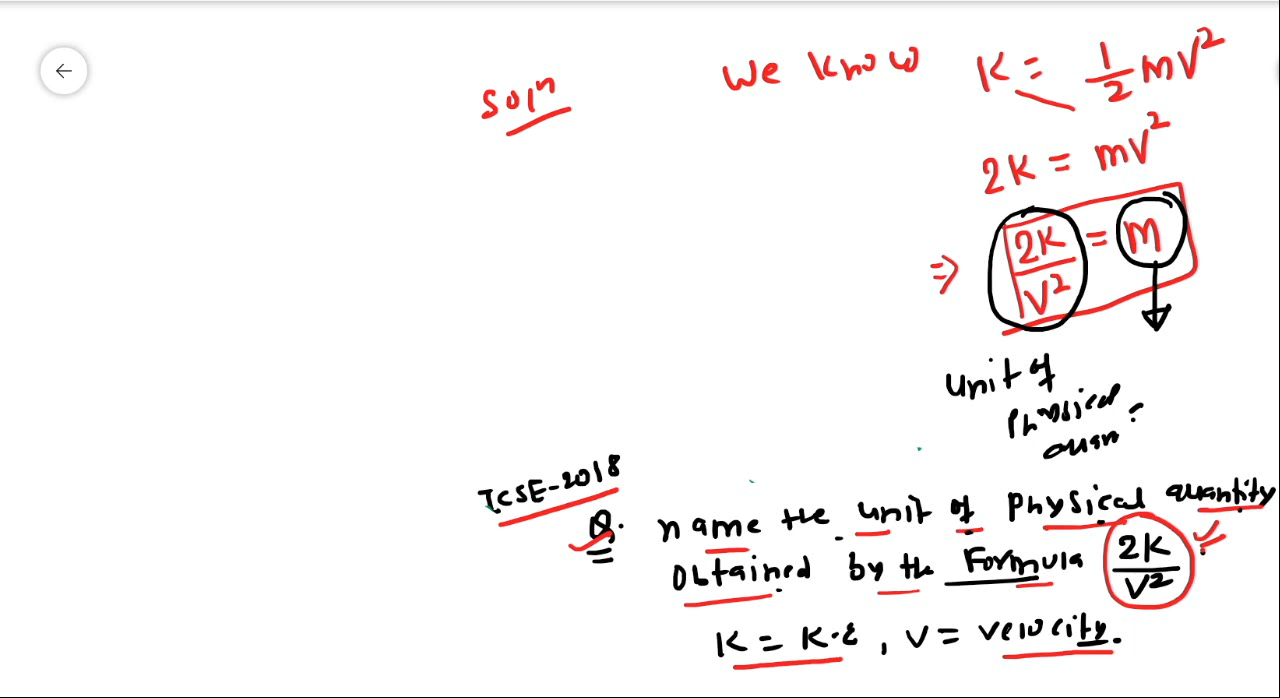 Soln
We know K = 1/2 mv²
2K = mv²
⇒ 2K/V² = m
unit of
physical
quan ?
ICSE-2018
Q. name the unit of physical quantity
obtained by the Formula 2K/V²
K = K.E, V = velocity.